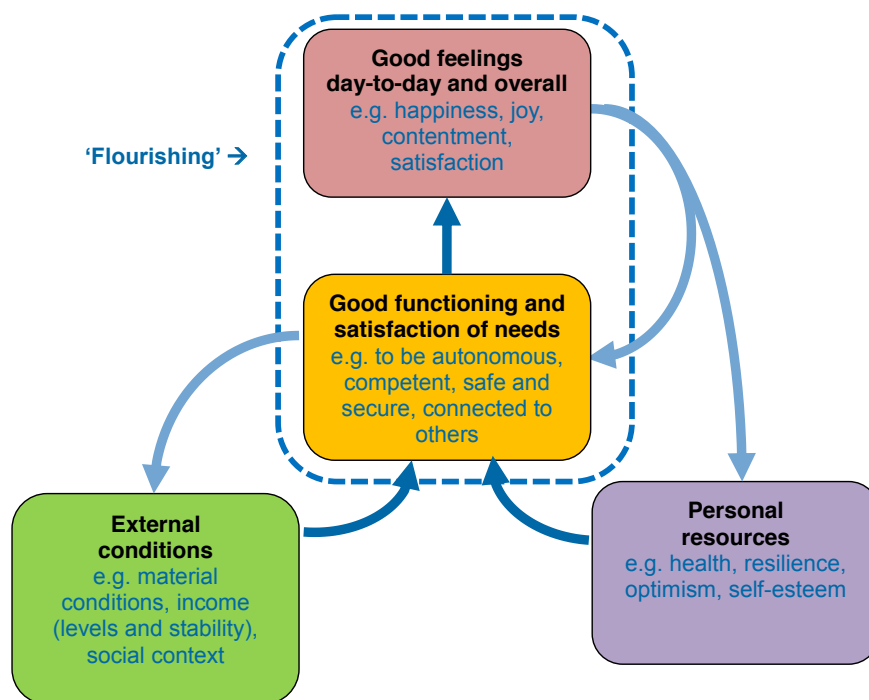 Good feelings
day-to-day and overall
e.g. happiness, joy,
contentment,
satisfaction
‘Flourishing’ →
Good functioning and
satisfaction of needs
e.g. to be autonomous,
competent, safe and
secure, connected to
others
External
conditions
e.g. material
conditions, income
(levels and stability),
social context
Personal
resources
e.g. health, resilience,
optimism, self-esteem